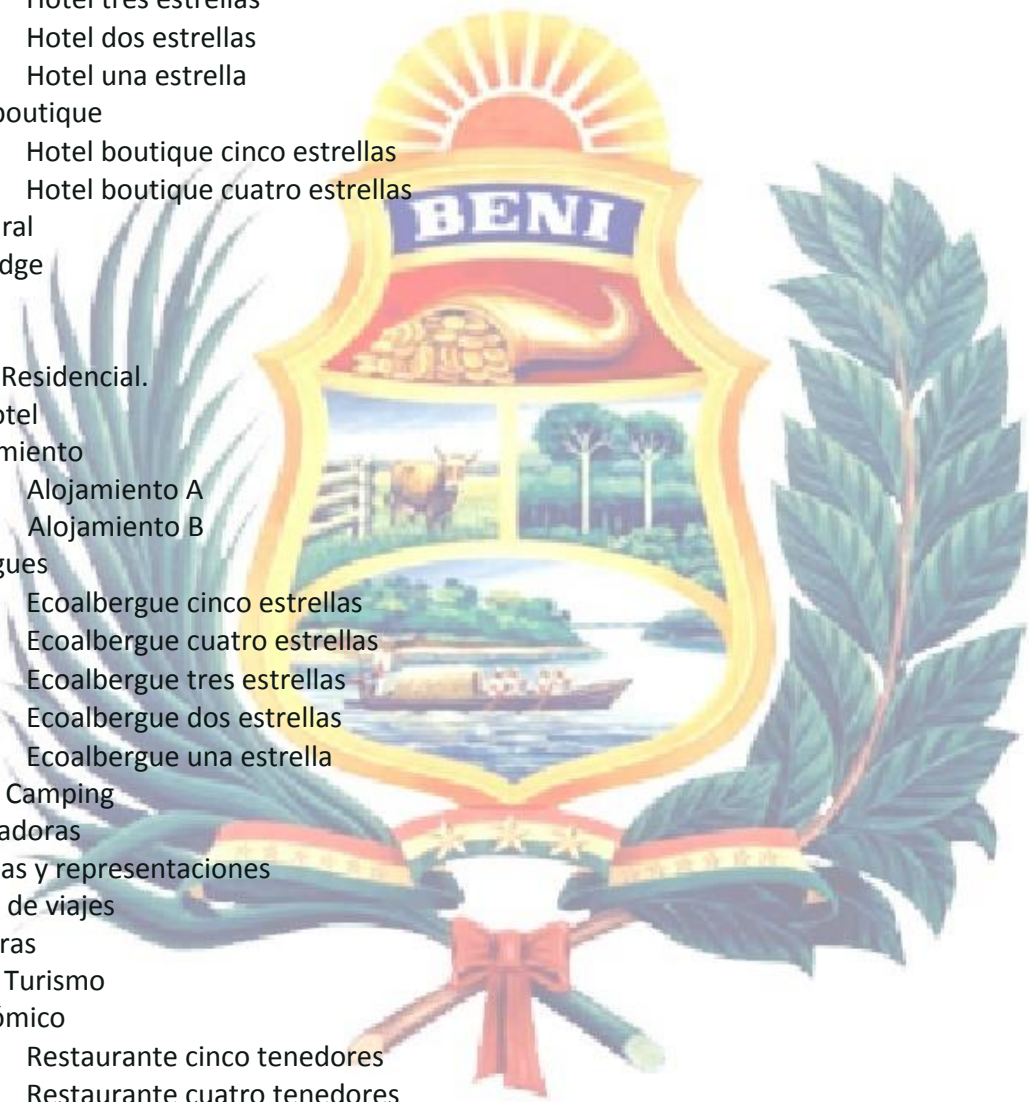 Hotel tres estrellas
Hotel dos estrellas
Hotel una estrella
boutique
Hotel boutique cinco estrellas
Hotel boutique cuatro estrellas
BENI
ral
dge
Residencial.
otel
miento
Alojamiento A
Alojamiento B
gues
Ecoalbergue cinco estrellas
Ecoalbergue cuatro estrellas
Ecoalbergue tres estrellas
Ecoalbergue dos estrellas
Ecoalbergue una estrella
Camping
adoras
as y representaciones
de viajes
ras
Turismo
ómico
Restaurante cinco tenedores
Restaurante cuatro tenedores